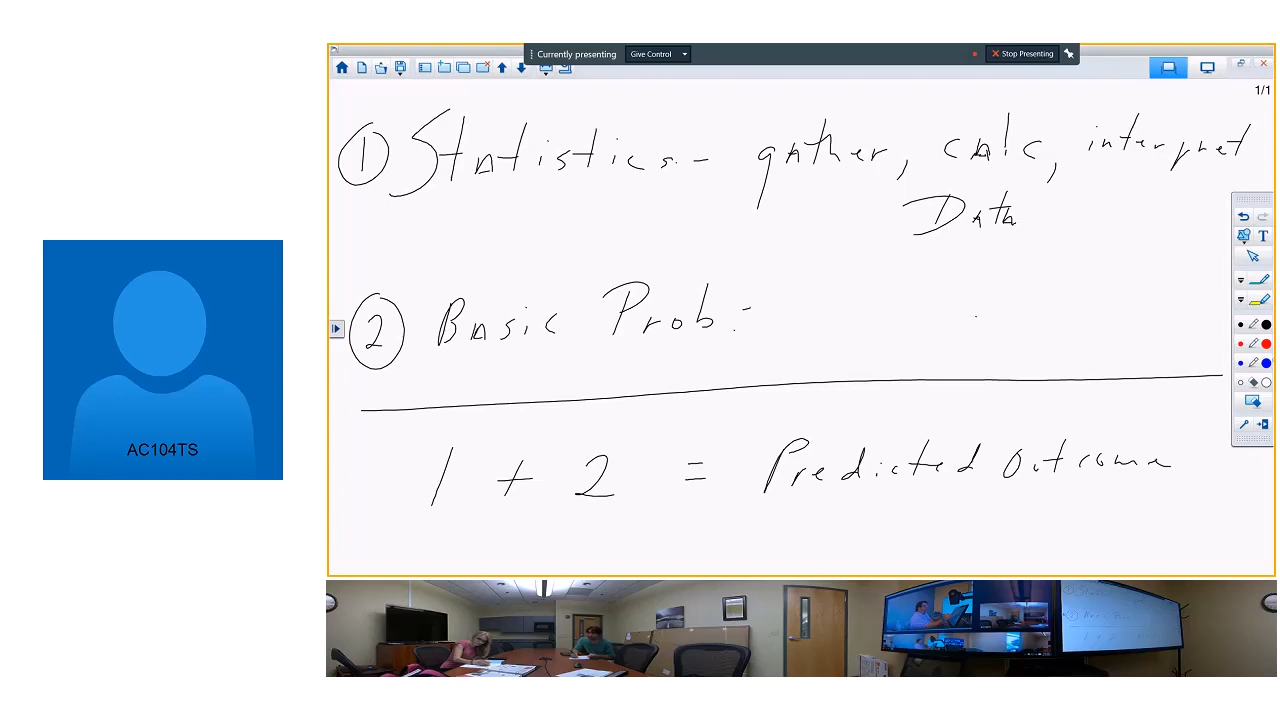 Currently presenting Give Control Stop Presenting
1/1
1 Statistics - gather, calc, interpret
Data
2 Basic Prob:
1 + 2 = Predicted Outcome
AC104TS